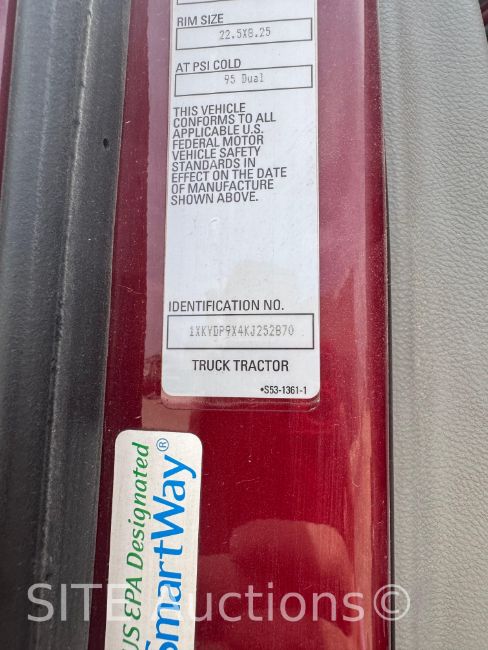 RIM SIZE
22.5X8.25
AT PSI COLD
95 Dual
THIS VEHICLE
CONFORMS TO ALL
APPLICABLE U.S.
FEDERAL MOTOR
VEHICLE SAFETY
STANDARDS IN
EFFECT ON THE DATE
OF MANUFACTURE
SHOWN ABOVE.
IDENTIFICATION NO.
1XKYDP9X4KJ252870
TRUCK TRACTOR
•S53-1361-1
US EPA Designated
SmartWay®
SITE Auctions©